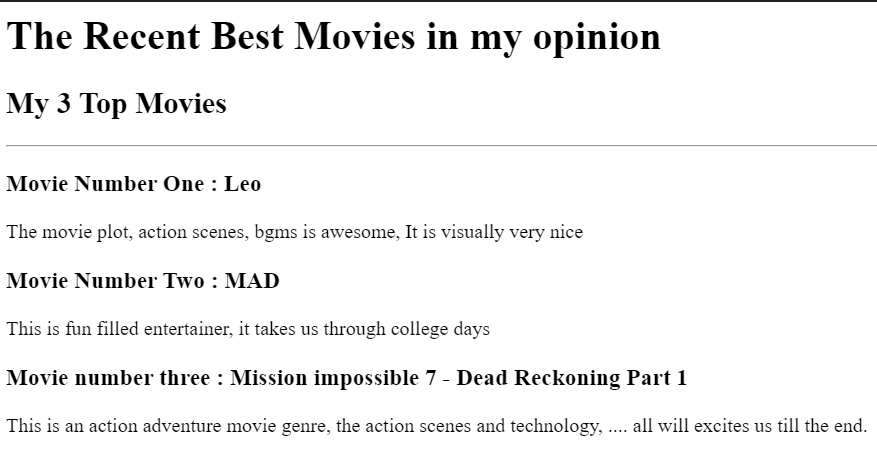 The Recent Best Movies in my opinion
My 3 Top Movies
Movie Number One : Leo
The movie plot, action scenes, bgms is awesome, It is visually very nice
Movie Number Two : MAD
This is fun filled entertainer, it takes us through college days
Movie number three : Mission impossible 7 - Dead Reckoning Part 1
This is an action adventure movie genre, the action scenes and technology, .... all will excites us till the end.